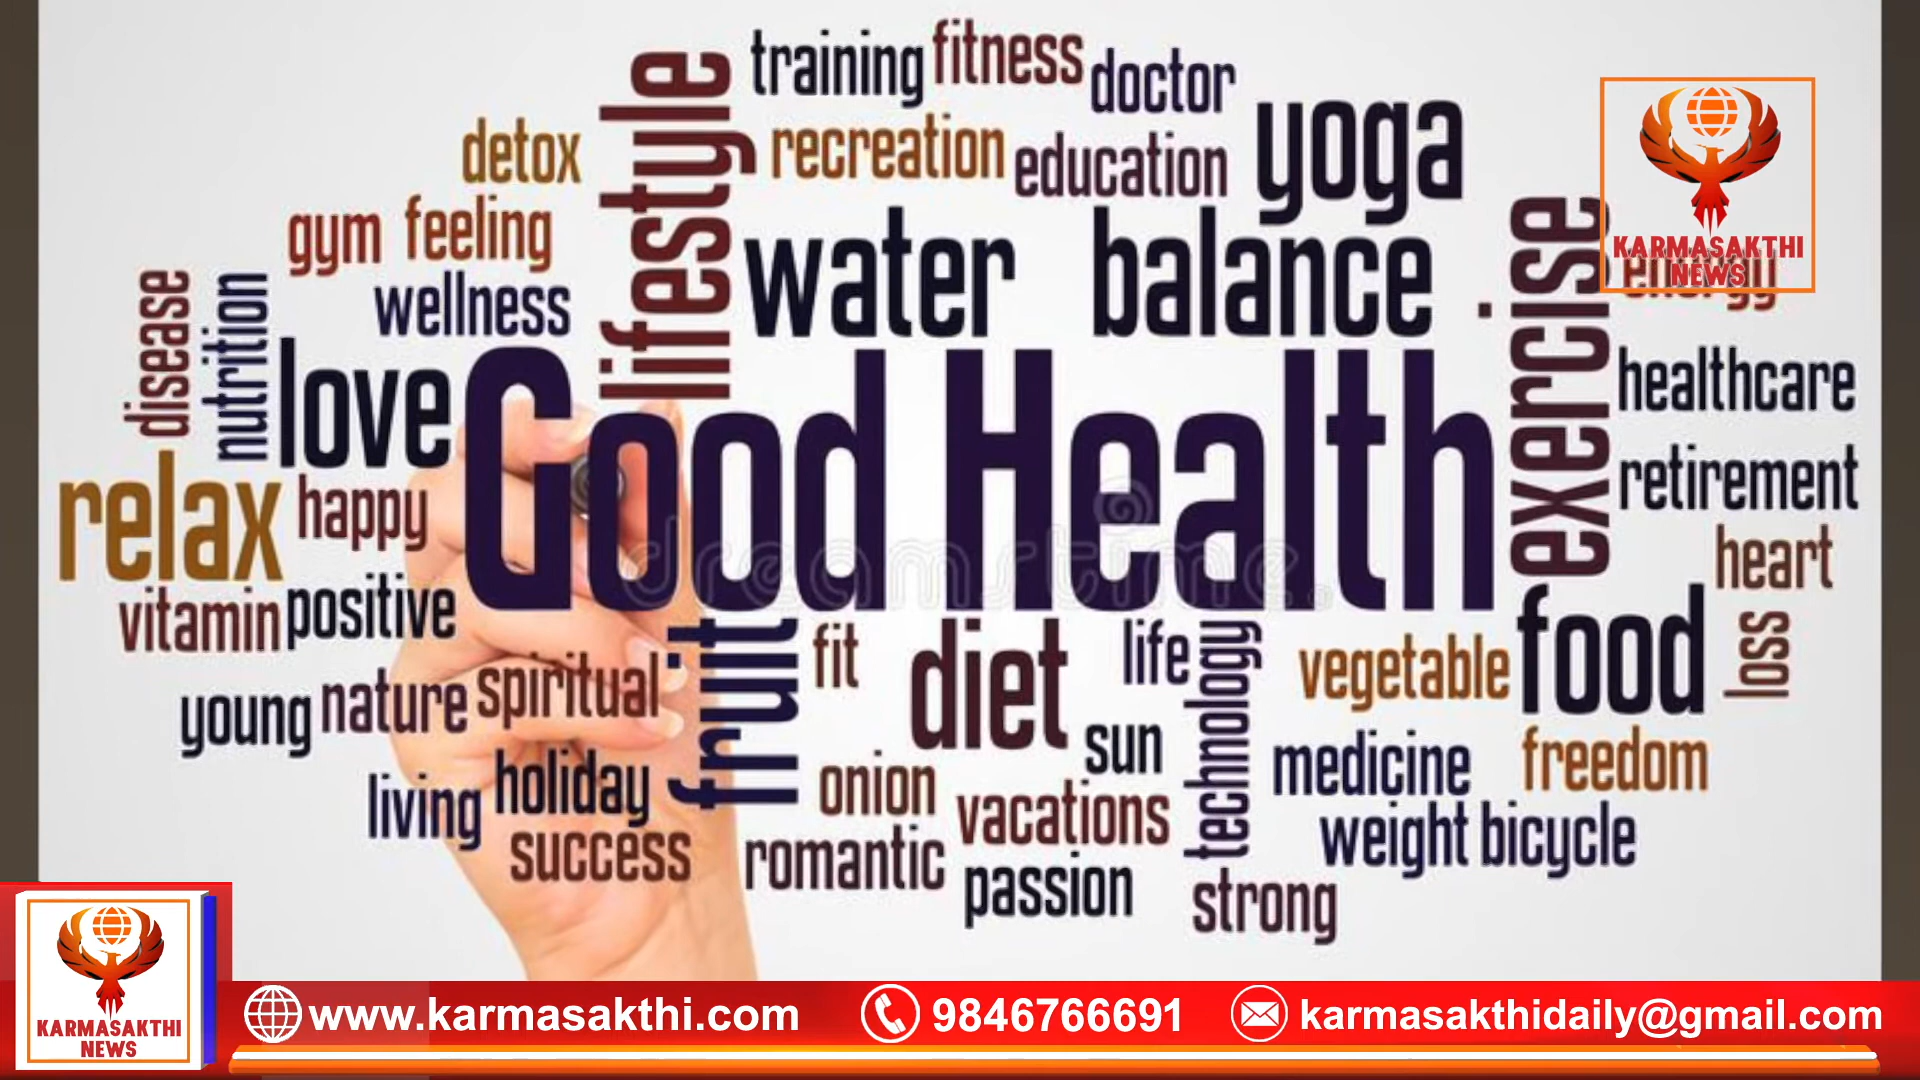 training fitness doctor
detox lifestyle recreation education yoga
gym feeling
wellness water balance exercise energy
disease nutrition love healthcare
Good Health
relax happy retirement
heart
vitamin positive
fruit fit diet life technology vegetable food loss
young nature spiritual
sun medicine freedom
living holiday onion vacations
success romantic weight bicycle
passion strong
dreamstime.
KARMASAKTHI
NEWS
KARMASAKTHI
NEWS
www.karmasakthi.com 9846766691 karmasakthidaily@gmail.com